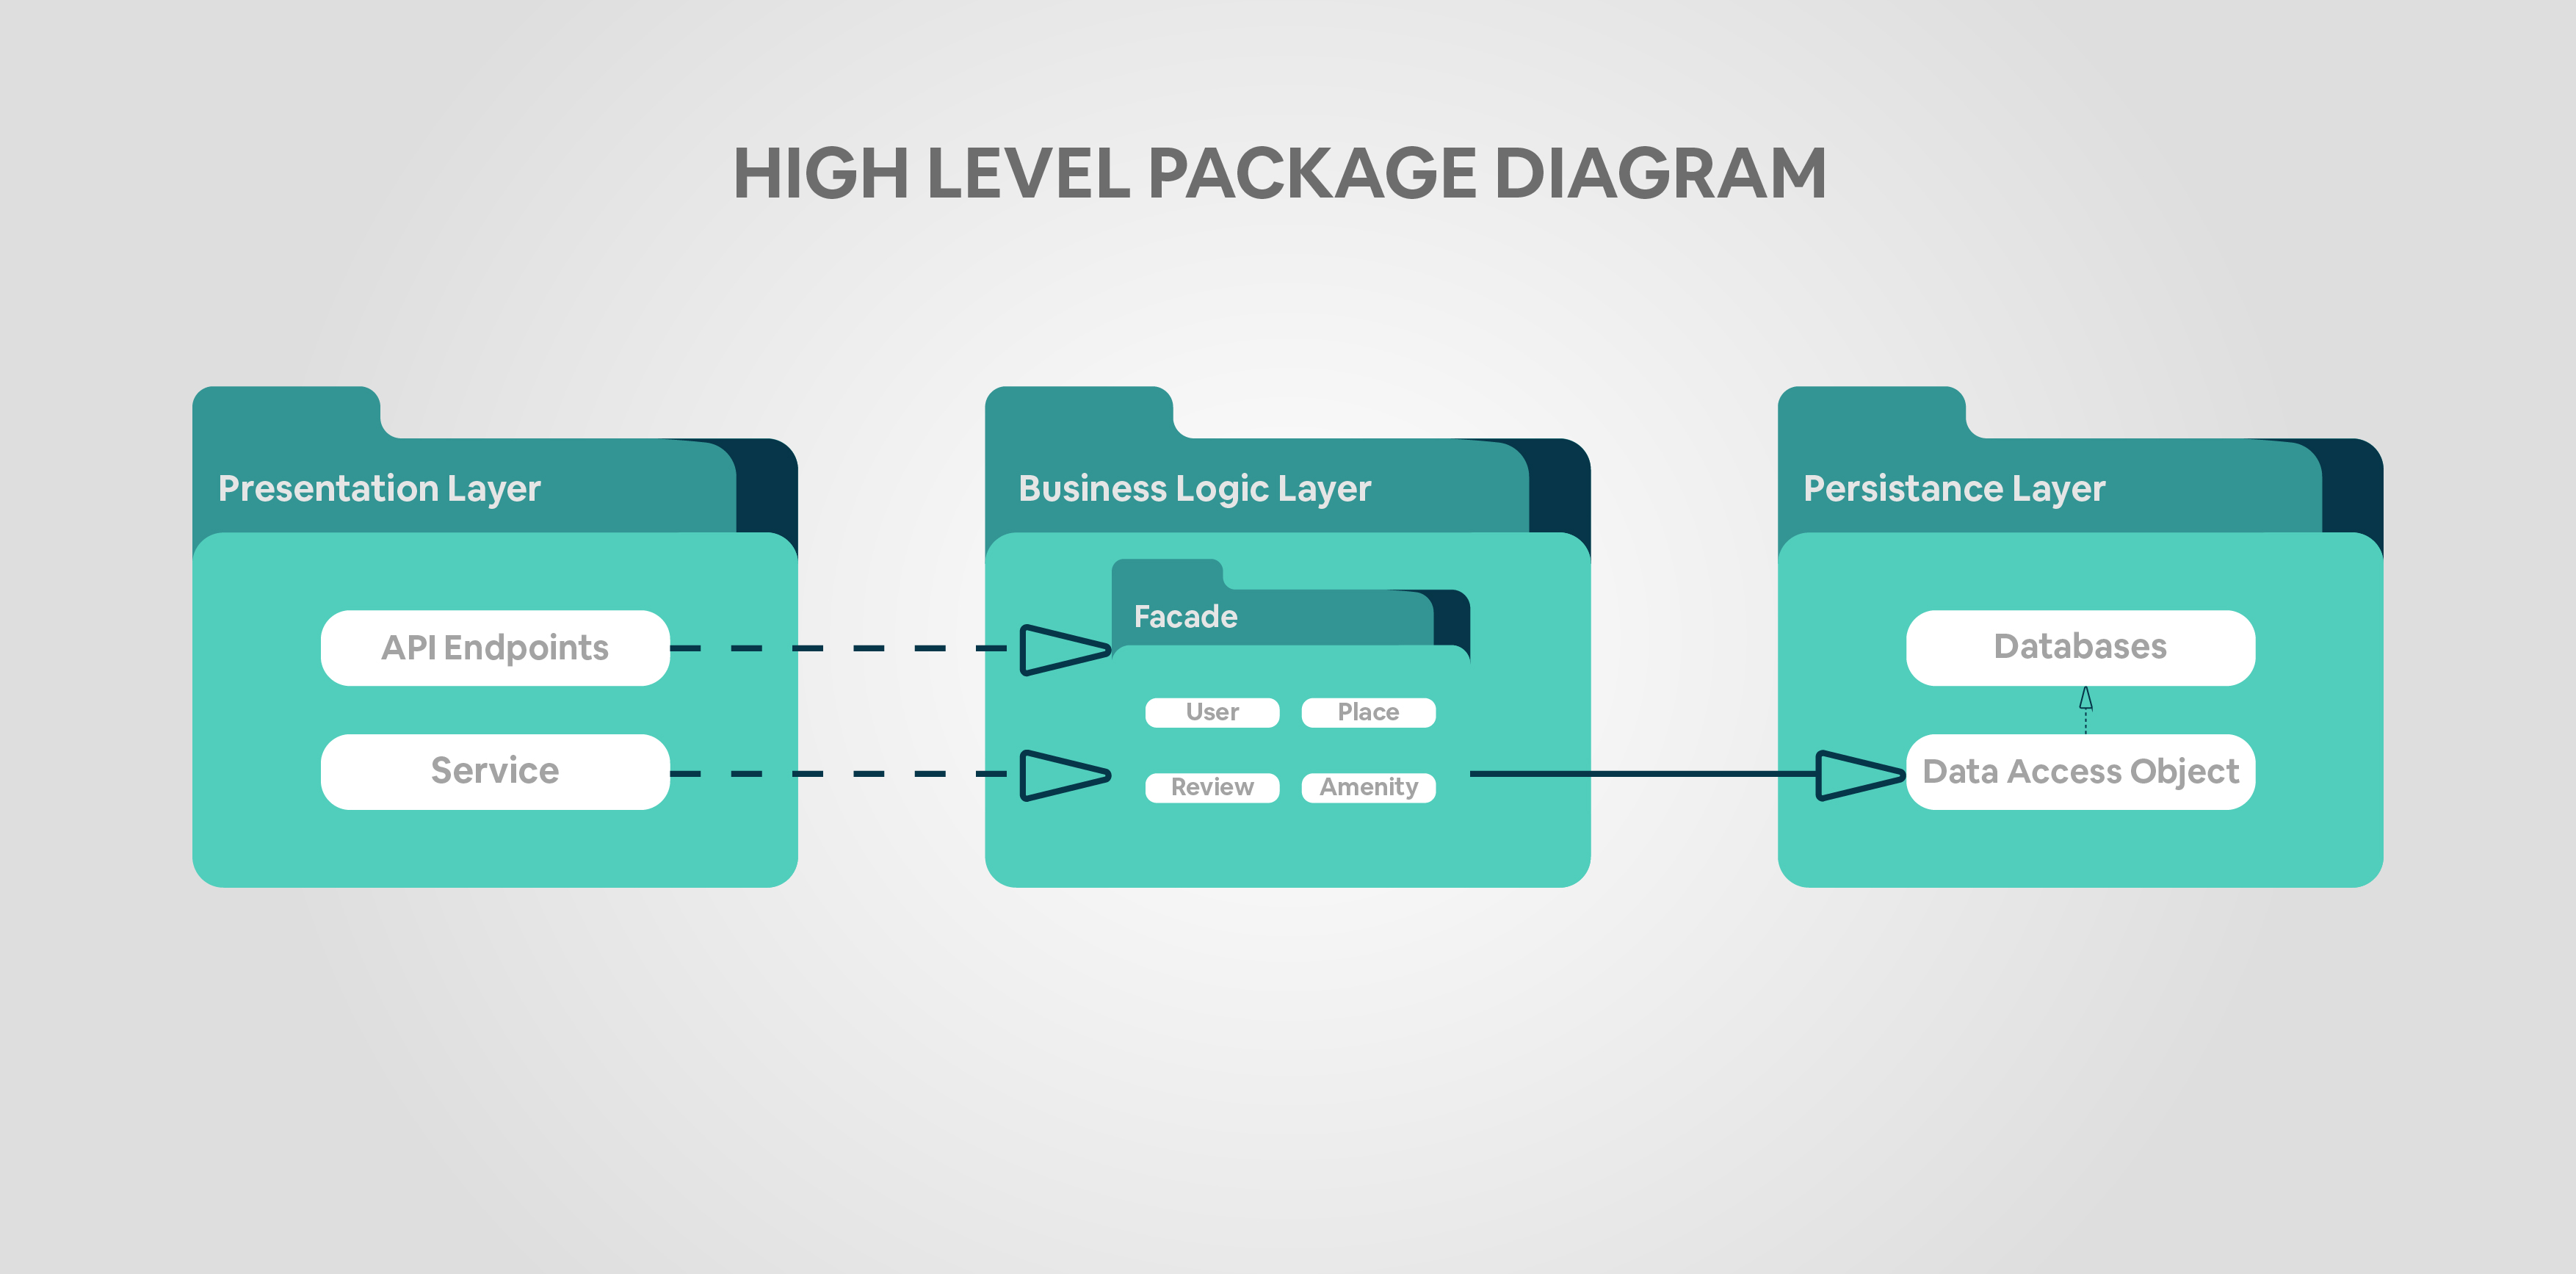 HIGH LEVEL PACKAGE DIAGRAM
Presentation Layer
API Endpoints
Service
Business Logic Layer
Facade
User
Place
Review
Amenity
Persistance Layer
Databases
Data Access Object